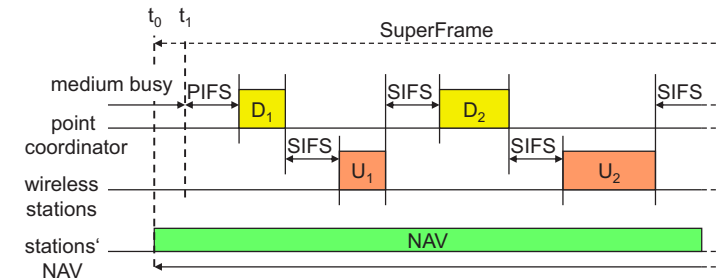 t0 t1
SuperFrame
medium busy
PIFS
D1
SIFS
D2
SIFS
point
coordinator
SIFS
U1
SIFS
U2
wireless
stations
stations‘
NAV
NAV